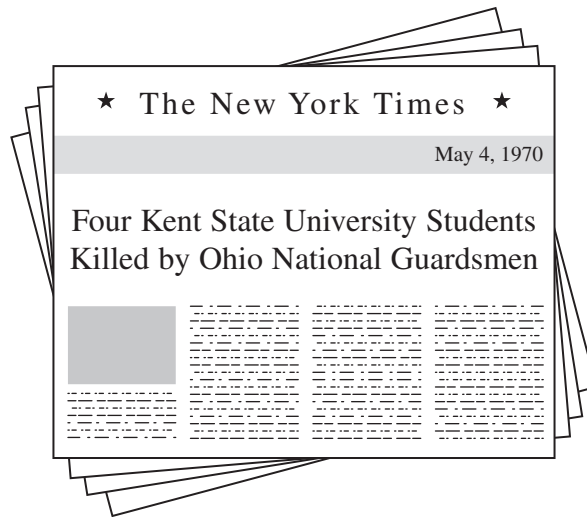 ★ The New York Times ★
May 4, 1970
Four Kent State University Students
Killed by Ohio National Guardsmen